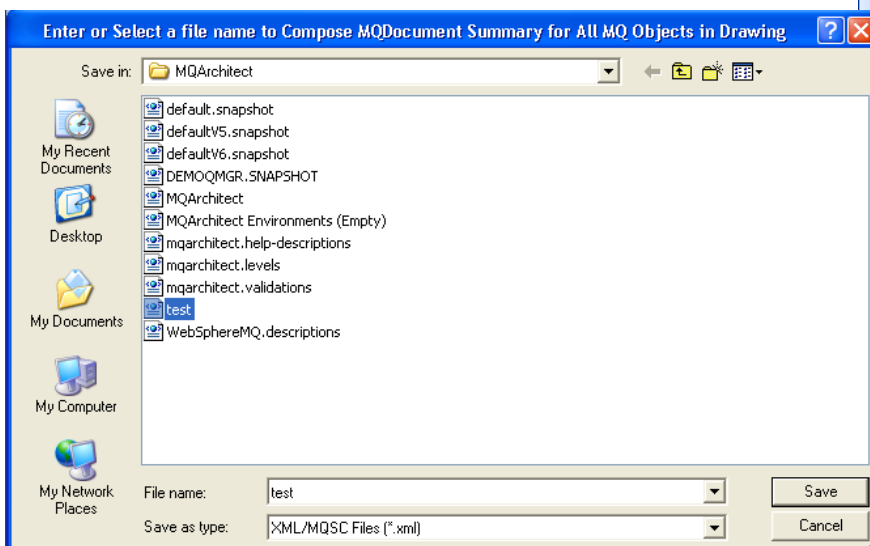 Enter or Select a file name to Compose MQDocument Summary for All MQ Objects in Drawing
Save in: MQArchitect
My Recent
Documents
Desktop
My Documents
My Computer
My Network
Places
default.snapshot
defaultV5.snapshot
defaultV6.snapshot
DEMOQMGR.SNAPSHOT
MQArchitect
MQArchitect Environments (Empty)
mqarchitect.help-descriptions
mqarchitect.levels
mqarchitect.validations
test
WebSphereMQ.descriptions
File name: test Save
Save as type: XML/MQSC Files (*.xml) Cancel